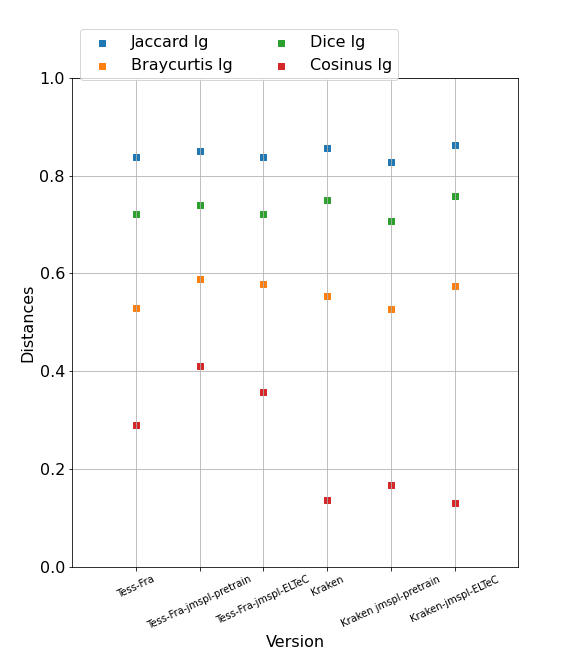 Jaccard lg Dice lg
Braycurtis lg Cosinus lg
1.0
0.8
0.6
0.4
0.2
0.0
Distances
Tess-Fra
Tess-Fra-jmspl-pretrain
Tess-Fra-jmspl-ELTeC
Kraken
Kraken jmspl-pretrain
Kraken-jmspl-ELTeC
Version